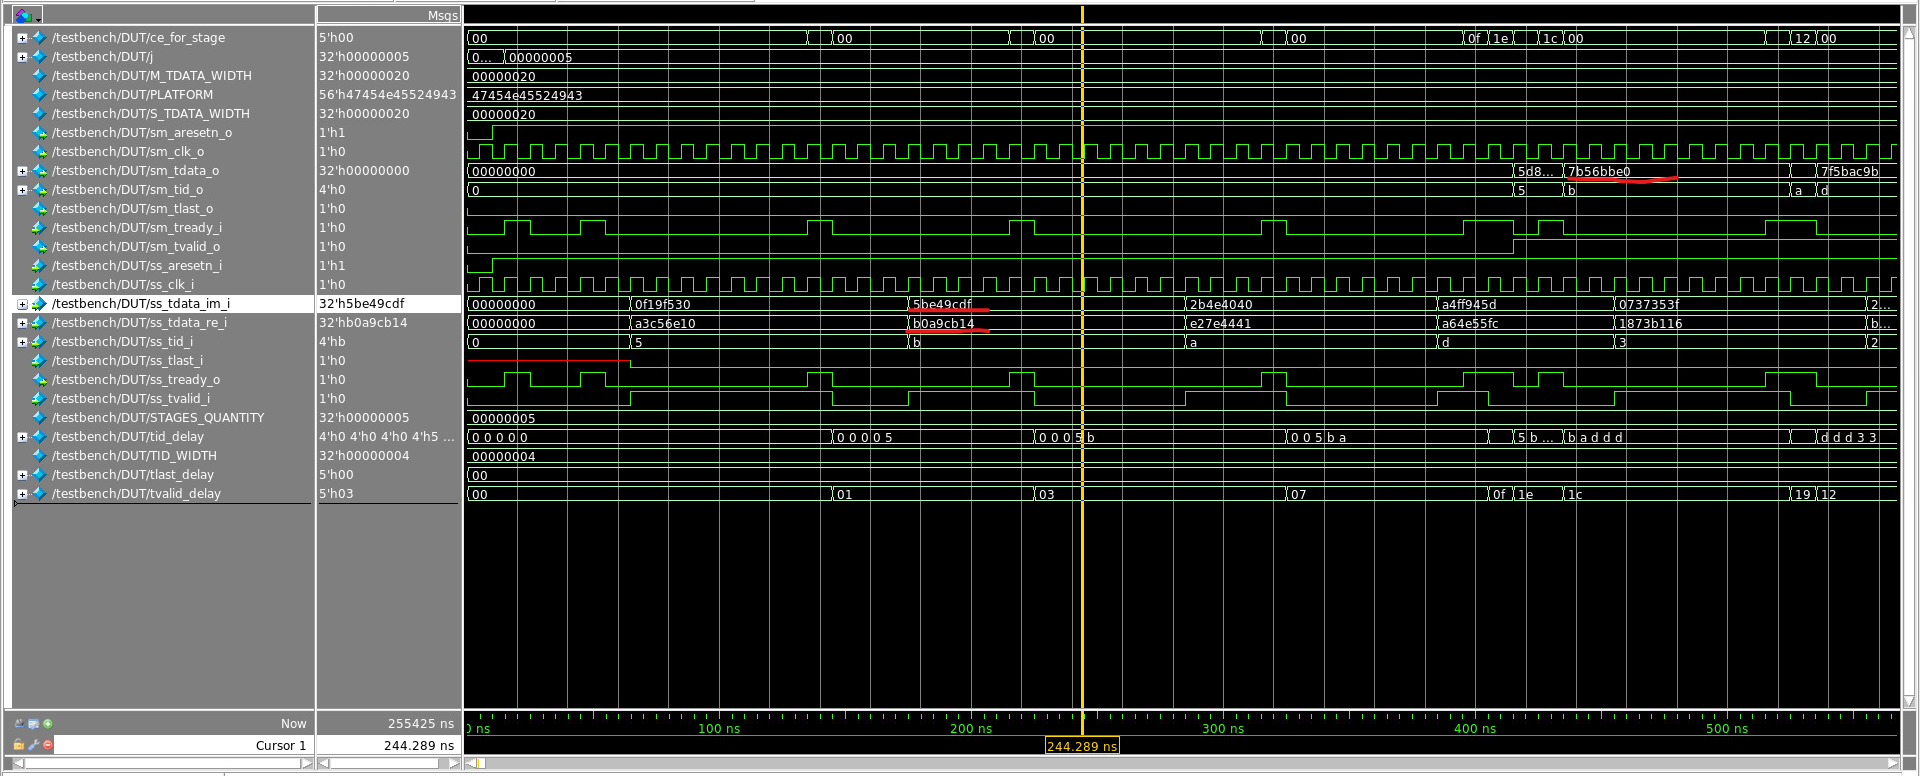 Msgs
/testbench/DUT/ce_for_stage 5'h00 00 00 00 00 0f 1e 1c 00 12 00
/testbench/DUT/j 32'h00000005 0... 00000005
/testbench/DUT/M_TDATA_WIDTH 32'h00000020 00000020
/testbench/DUT/PLATFORM 56'h47454e45524943 47454e45524943
/testbench/DUT/S_TDATA_WIDTH 32'h00000020 00000020
/testbench/DUT/sm_aresetn_o 1'h1
/testbench/DUT/sm_clk_o 1'h0
/testbench/DUT/sm_tdata_o 32'h00000000 00000000 5d8... 7b56bbe0 7f5bac9b
/testbench/DUT/sm_tid_o 4'h0 0 5 b a d
/testbench/DUT/sm_tlast_o 1'h0
/testbench/DUT/sm_tready_i 1'h0
/testbench/DUT/sm_tvalid_o 1'h0
/testbench/DUT/ss_aresetn_i 1'h1
/testbench/DUT/ss_clk_i 1'h0
/testbench/DUT/ss_tdata_im_i 32'h5be49cdf 00000000 0f19f530 5be49cdf 2b4e4040 a4ff945d 0737353f 2...
/testbench/DUT/ss_tdata_re_i 32'hb0a9cb14 00000000 a3c56e10 b0a9cb14 e27e4441 a64e55fc 1873b116 b...
/testbench/DUT/ss_tid_i 4'hb 0 5 b a d 3 2
/testbench/DUT/ss_tlast_i 1'h0
/testbench/DUT/ss_tready_o 1'h0
/testbench/DUT/ss_tvalid_i 1'h0
/testbench/DUT/STAGES_QUANTITY 32'h00000005 00000005
/testbench/DUT/tid_delay 4'h0 4'h0 4'h0 4'h5 ... 0 0 0 0 0 0 0 0 0 5 0 0 0 5 b 0 0 5 b a 5 b ... b a d d d d d d 3 3
/testbench/DUT/TID_WIDTH 32'h00000004 00000004
/testbench/DUT/tlast_delay 5'h00 00
/testbench/DUT/tvalid_delay 5'h03 00 01 03 07 0f 1e 1c 19 12
Now 255425 ns 0 ns 100 ns 200 ns 300 ns 400 ns 500 ns
Cursor 1 244.289 ns 244.289 ns